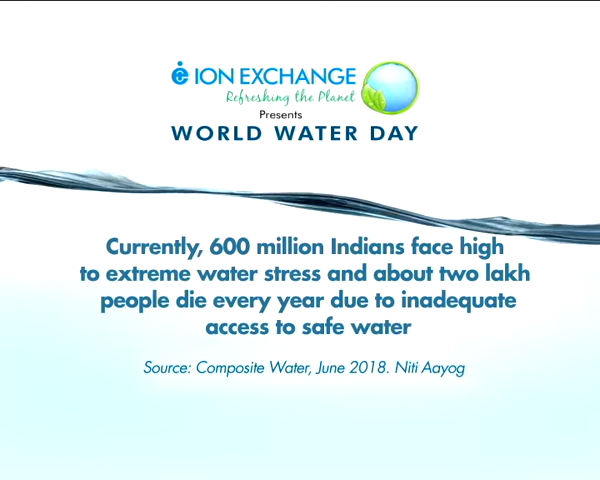 ION EXCHANGE
Refreshing the Planet
Presents
WORLD WATER DAY
Currently, 600 million Indians face high
to extreme water stress and about two lakh
people die every year due to inadequate
access to safe water
Source: Composite Water, June 2018. Niti Aayog